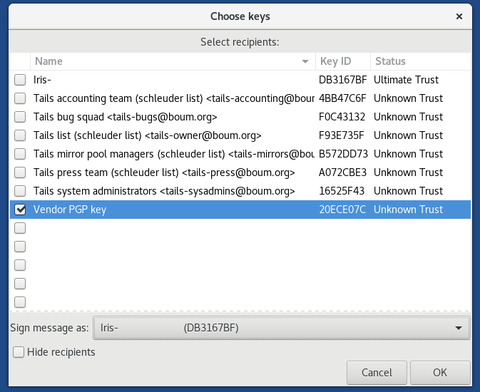 Choose keys
Select recipients:
Name Key ID Status
Iris- DB3167BF Ultimate Trust
Tails accounting team (schleuder list) <tails-accounting@boum 4BB47C6F Unknown Trust
Tails bug squad <tails-bugs@boum.org> F0C43132 Unknown Trust
Tails list (schleuder list) <tails-owner@boum.org> F93E735F Unknown Trust
Tails mirror pool managers (schleuder list) <tails-mirrors@bou B572DD73 Unknown Trust
Tails press team (schleuder list) <tails-press@boum.org> A072CBE3 Unknown Trust
Tails system administrators <tails-sysadmins@boum.org> 16525F43 Unknown Trust
Vendor PGP key 20ECE07C Unknown Trust
Sign message as: Iris- (DB3167BF)
Hide recipients
Cancel OK